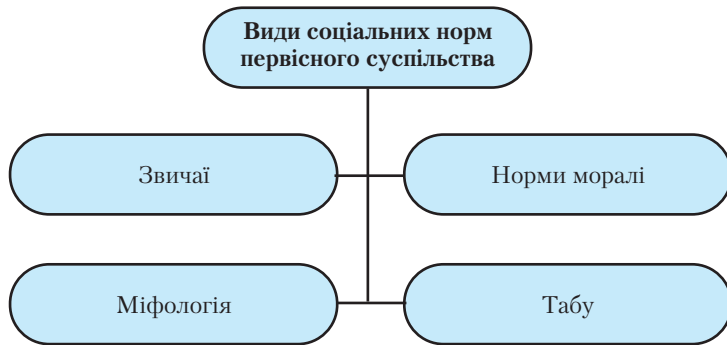 Види соціальних норм
первісного суспільства
Звичаї
Норми моралі
Міфологія
Табу